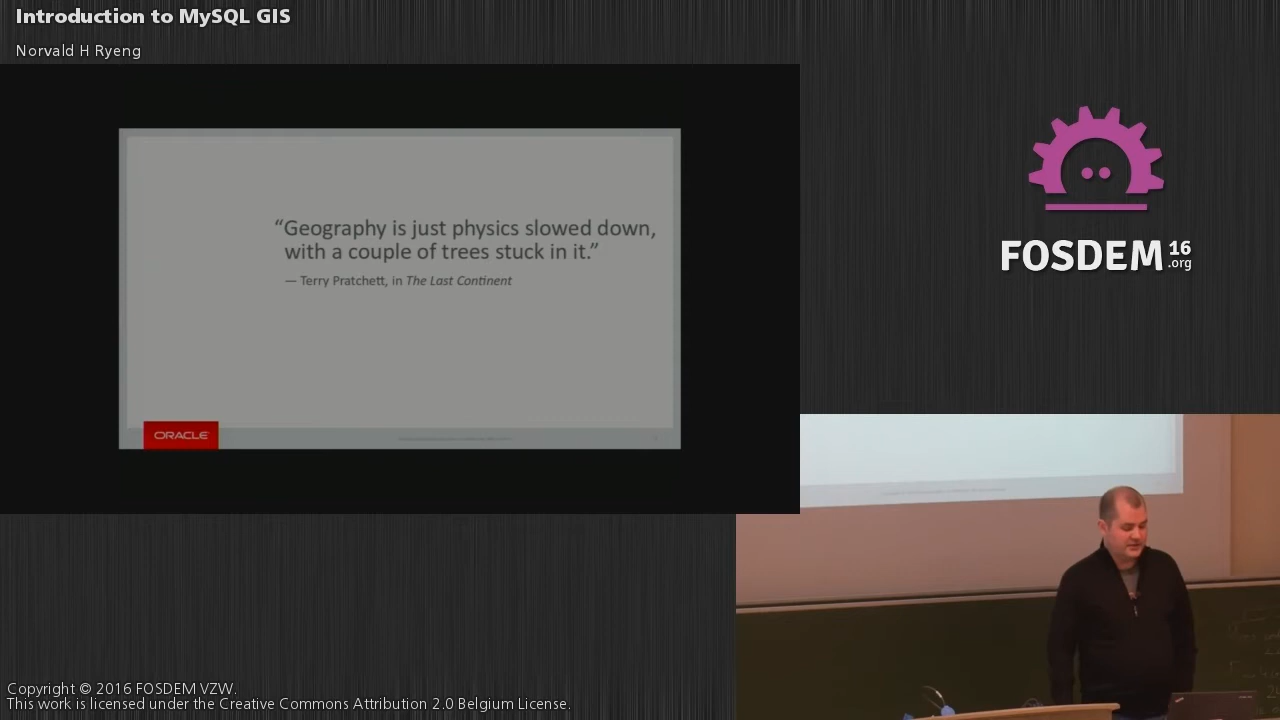 Introduction to MySQL GIS
Norvald H Ryeng
“Geography is just physics slowed down,
with a couple of trees stuck in it.”
— Terry Pratchett, in The Last Continent
ORACLE
FOSDEM 16
.org
Copyright © 2016 FOSDEM VZW.
This work is licensed under the Creative Commons Attribution 2.0 Belgium License.